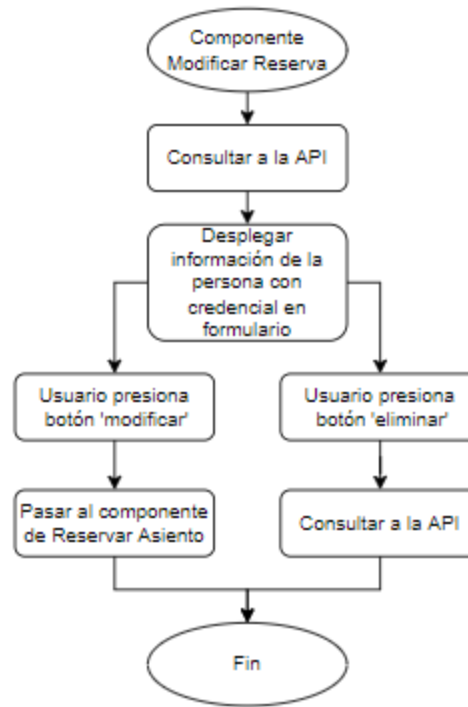 Componente
Modificar Reserva
Consultar a la API
Desplegar
información de la
persona con
credencial en
formulario
Usuario presiona
botón 'modificar'
Usuario presiona
botón 'eliminar'
Pasar al componente
de Reservar Asiento
Consultar a la API
Fin